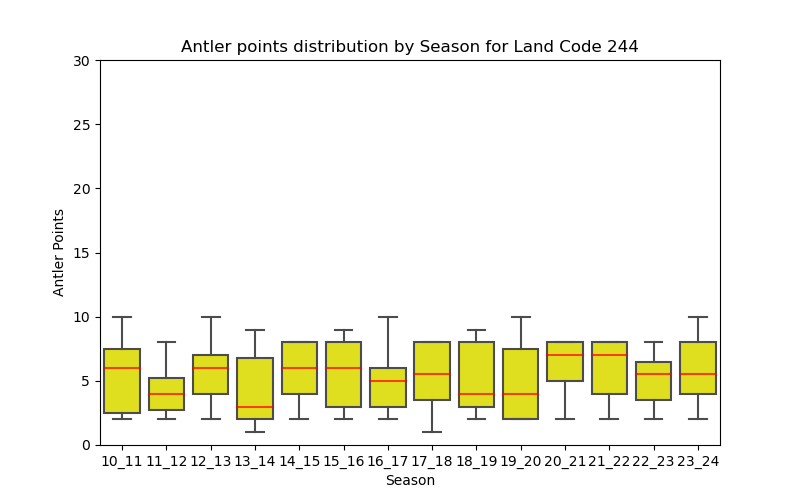 Antler points distribution by Season for Land Code 244
30
25
20
15
10
5
0
Antler Points
10_11 11_12 12_13 13_14 14_15 15_16 16_17 17_18 18_19 19_20 20_21 21_22 22_23 23_24
Season